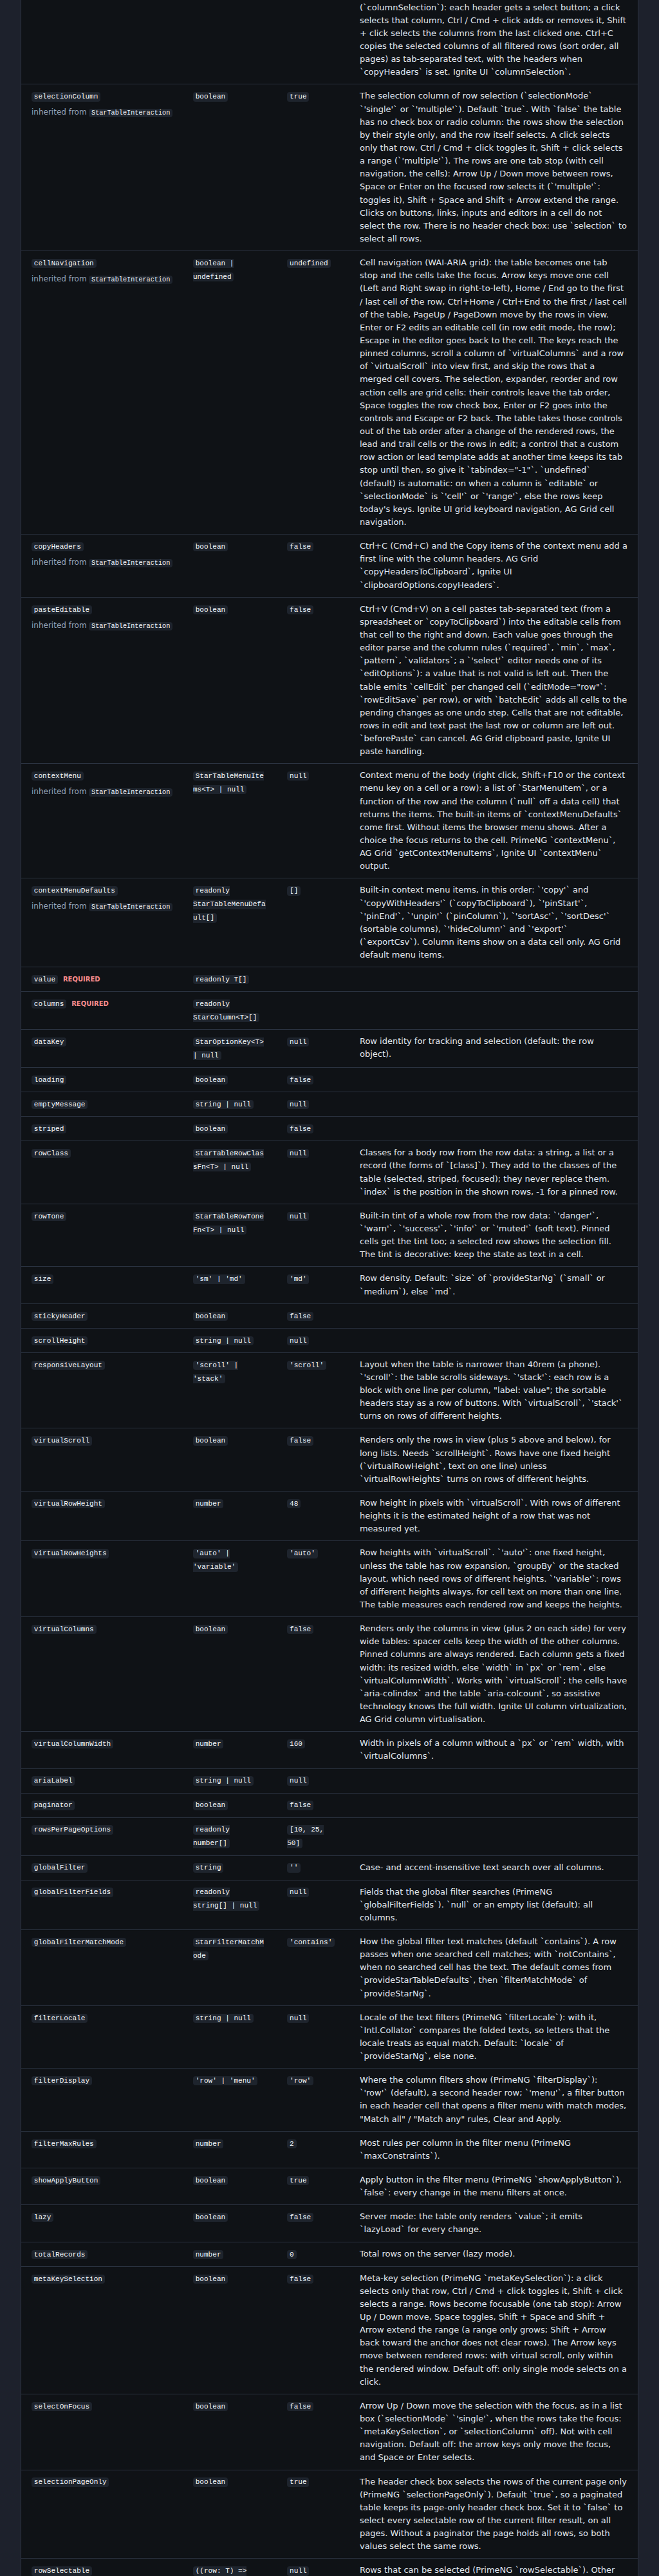 (`columnSelection`): each header gets a select button; a click
selects that column, Ctrl / Cmd + click adds or removes it, Shift
+ click selects the columns from the last clicked one. Ctrl+C
copies the selected columns of all filtered rows (sort order, all
pages) as tab-separated text, with the headers when
`copyHeaders` is set. Ignite UI `columnSelection`.
selectionColumn boolean true The selection column of row selection (`selectionMode`
inherited from StarTableInteraction `'single'` or `'multiple'`). Default `true`. With `false` the table
has no check box or radio column: the rows show the selection
by their style only, and the row itself selects. A click selects
only that row, Ctrl / Cmd + click toggles it, Shift + click selects
a range (`'multiple'`). The rows are one tab stop (with cell
navigation, the cells): Arrow Up / Down move between rows,
Space or Enter on the focused row selects it (`'multiple'`:
toggles it), Shift + Space and Shift + Arrow extend the range.
Clicks on buttons, links, inputs and editors in a cell do not
select the row. There is no header check box: use `selection` to
select all rows.
cellNavigation boolean | undefined Cell navigation (WAI-ARIA grid): the table becomes one tab
inherited from StarTableInteraction undefined stop and the cells take the focus. Arrow keys move one cell
(Left and Right swap in right-to-left), Home / End go to the first
/ last cell of the row, Ctrl+Home / Ctrl+End to the first / last cell
of the table, PageUp / PageDown move by the rows in view.
Enter or F2 edits an editable cell (in row edit mode, the row);
Escape in the editor goes back to the cell. The keys reach the
pinned columns, scroll a column of `virtualColumns` and a row
of `virtualScroll` into view first, and skip the rows that a
merged cell covers. The selection, expander, reorder and row
action cells are grid cells: their controls leave the tab order,
Space toggles the row check box, Enter or F2 goes into the
controls and Escape or F2 back. The table takes those controls
out of the tab order after a change of the rendered rows, the
lead and trail cells or the rows in edit; a control that a custom
row action or lead template adds at another time keeps its tab
stop until then, so give it `tabindex="-1"`. `undefined`
(default) is automatic: on when a column is `editable` or
`selectionMode` is `'cell'` or `'range'`, else the rows keep
today's keys. Ignite UI grid keyboard navigation, AG Grid cell
navigation.
copyHeaders boolean false Ctrl+C (Cmd+C) and the Copy items of the context menu add a
inherited from StarTableInteraction first line with the column headers. AG Grid
`copyHeadersToClipboard`, Ignite UI
`clipboardOptions.copyHeaders`.
pasteEditable boolean false Ctrl+V (Cmd+V) on a cell pastes tab-separated text (from a
inherited from StarTableInteraction spreadsheet or `copyToClipboard`) into the editable cells from
that cell to the right and down. Each value goes through the
editor parse and the column rules (`required`, `min`, `max`,
`pattern`, `validators`; a `'select'` editor needs one of its
`editOptions`): a value that is not valid is left out. Then the
table emits `cellEdit` per changed cell (`editMode="row"`:
`rowEditSave` per row), or with `batchEdit` adds all cells to the
pending changes as one undo step. Cells that are not editable,
rows in edit and text past the last row or column are left out.
`beforePaste` can cancel. AG Grid clipboard paste, Ignite UI
paste handling.
contextMenu StarTableMenuIte null Context menu of the body (right click, Shift+F10 or the context
inherited from StarTableInteraction ms<T> | null menu key on a cell or a row): a list of `StarMenuItem`, or a
function of the row and the column (`null` off a data cell) that
returns the items. The built-in items of `contextMenuDefaults`
come first. Without items the browser menu shows. After a
choice the focus returns to the cell. PrimeNG `contextMenu`,
AG Grid `getContextMenuItems`, Ignite UI `contextMenu`
output.
contextMenuDefaults readonly [] Built-in context menu items, in this order: `'copy'` and
inherited from StarTableInteraction StarTableMenuDefa `'copyWithHeaders'` (`copyToClipboard`), `'pinStart'`,
ult[] `'pinEnd'`, `'unpin'` (`pinColumn`), `'sortAsc'`, `'sortDesc'`
(sortable columns), `'hideColumn'` and `'export'`
(`exportCsv`). Column items show on a data cell only. AG Grid
default menu items.
value REQUIRED readonly T[]
columns REQUIRED readonly
StarColumn<T>[]
dataKey StarOptionKey<T> null Row identity for tracking and selection (default: the row
| null object).
loading boolean false
emptyMessage string | null null
striped boolean false
rowClass StarTableRowClas null Classes for a body row from the row data: a string, a list or a
sFn<T> | null record (the forms of `[class]`). They add to the classes of the
table (selected, striped, focused); they never replace them.
`index` is the position in the shown rows, -1 for a pinned row.
rowTone StarTableRowTone null Built-in tint of a whole row from the row data: `'danger'`,
Fn<T> | null `'warn'`, `'success'`, `'info'` or `'muted'` (soft text). Pinned
cells get the tint too; a selected row shows the selection fill.
The tint is decorative: keep the state as text in a cell.
size 'sm' | 'md' 'md' Row density. Default: `size` of `provideStarNg` (`small` or
`medium`), else `md`.
stickyHeader boolean false
scrollHeight string | null null
responsiveLayout 'scroll' | 'scroll' Layout when the table is narrower than 40rem (a phone).
'stack' `'scroll'`: the table scrolls sideways. `'stack'`: each row is a
block with one line per column, "label: value"; the sortable
headers stay as a row of buttons. With `virtualScroll`, `'stack'`
turns on rows of different heights.
virtualScroll boolean false Renders only the rows in view (plus 5 above and below), for
long lists. Needs `scrollHeight`. Rows have one fixed height
(`virtualRowHeight`, text on one line) unless
`virtualRowHeights` turns on rows of different heights.
virtualRowHeight number 48 Row height in pixels with `virtualScroll`. With rows of different
heights it is the estimated height of a row that was not
measured yet.
virtualRowHeights 'auto' | 'auto' Row heights with `virtualScroll`. `'auto'`: one fixed height,
'variable' unless the table has row expansion, `groupBy` or the stacked
layout, which need rows of different heights. `'variable'`: rows
of different heights always, for cell text on more than one line.
The table measures each rendered row and keeps the heights.
virtualColumns boolean false Renders only the columns in view (plus 2 on each side) for very
wide tables: spacer cells keep the width of the other columns.
Pinned columns are always rendered. Each column gets a fixed
width: its resized width, else `width` in `px` or `rem`, else
`virtualColumnWidth`. Works with `virtualScroll`; the cells have
`aria-colindex` and the table `aria-colcount`, so assistive
technology knows the full width. Ignite UI column virtualization,
AG Grid column virtualisation.
virtualColumnWidth number 160 Width in pixels of a column without a `px` or `rem` width, with
`virtualColumns`.
ariaLabel string | null null
paginator boolean false
rowsPerPageOptions readonly [10, 25,
number[] 50]
globalFilter string '' Case- and accent-insensitive text search over all columns.
globalFilterFields readonly null Fields that the global filter searches (PrimeNG
string[] | null `globalFilterFields`). `null` or an empty list (default): all
columns.
globalFilterMatchMode StarFilterMatchM 'contains' How the global filter text matches (default `contains`). A row
ode passes when one searched cell matches; with `notContains`,
when no searched cell has the text. The default comes from
`provideStarTableDefaults`, then `filterMatchMode` of
`provideStarNg`.
filterLocale string | null null Locale of the text filters (PrimeNG `filterLocale`): with it,
`Intl.Collator` compares the folded texts, so letters that the
locale treats as equal match. Default: `locale` of
`provideStarNg`, else none.
filterDisplay 'row' | 'menu' 'row' Where the column filters show (PrimeNG `filterDisplay`):
`'row'` (default), a second header row; `'menu'`, a filter button
in each header cell that opens a filter menu with match modes,
"Match all" / "Match any" rules, Clear and Apply.
filterMaxRules number 2 Most rules per column in the filter menu (PrimeNG
`maxConstraints`).
showApplyButton boolean true Apply button in the filter menu (PrimeNG `showApplyButton`).
`false`: every change in the menu filters at once.
lazy boolean false Server mode: the table only renders `value`; it emits
`lazyLoad` for every change.
totalRecords number 0 Total rows on the server (lazy mode).
metaKeySelection boolean false Meta-key selection (PrimeNG `metaKeySelection`): a click
selects only that row, Ctrl / Cmd + click toggles it, Shift + click
selects a range. Rows become focusable (one tab stop): Arrow
Up / Down move, Space toggles, Shift + Space and Shift +
Arrow extend the range (a range only grows; Shift + Arrow
back toward the anchor does not clear rows). The Arrow keys
move between rendered rows: with virtual scroll, only within
the rendered window. Default off: only single mode selects on a
click.
selectOnFocus boolean false Arrow Up / Down move the selection with the focus, as in a list
box (`selectionMode` `'single'`, when the rows take the focus:
`metaKeySelection`, or `selectionColumn` off). Not with cell
navigation. Default off: the arrow keys only move the focus,
and Space or Enter selects.
selectionPageOnly boolean true The header check box selects the rows of the current page only
(PrimeNG `selectionPageOnly`). Default `true`, so a paginated
table keeps its page-only header check box. Set it to `false` to
select every selectable row of the current filter result, on all
pages. Without a paginator the page holds all rows, so both
values select the same rows.
rowSelectable ((row: T) => null Rows that can be selected (PrimeNG `rowSelectable`). Other